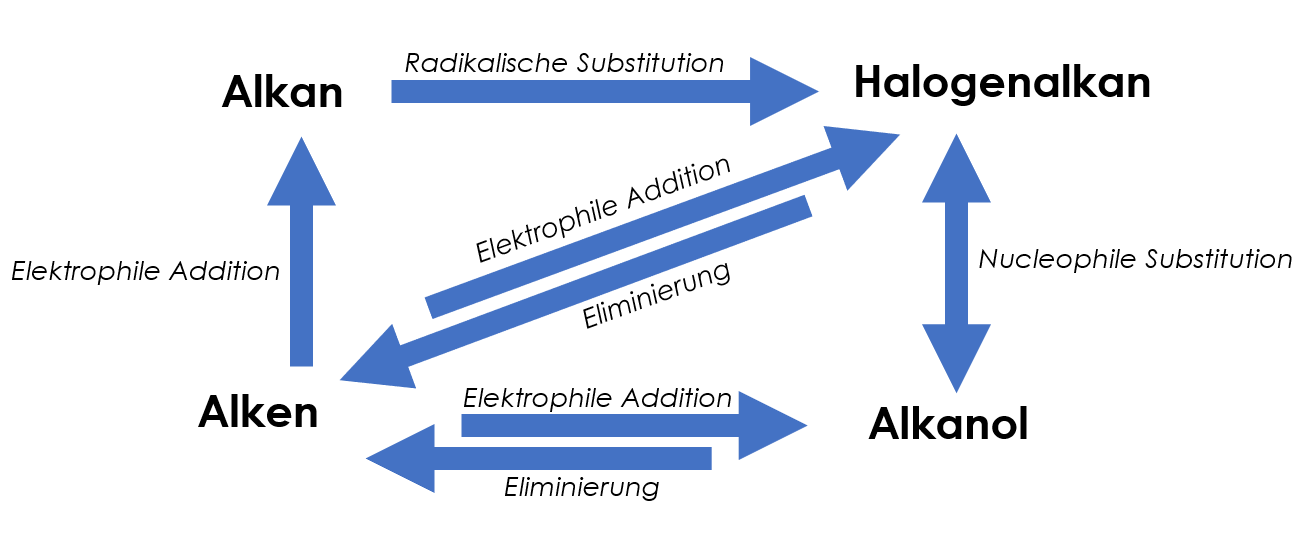 Radikalische Substitution
Alkan
Halogenalkan
Elektrophile Addition
Elektrophile Addition
Nucleophile Substitution
Eliminierung
Elektrophile Addition
Alken
Alkanol
Eliminierung